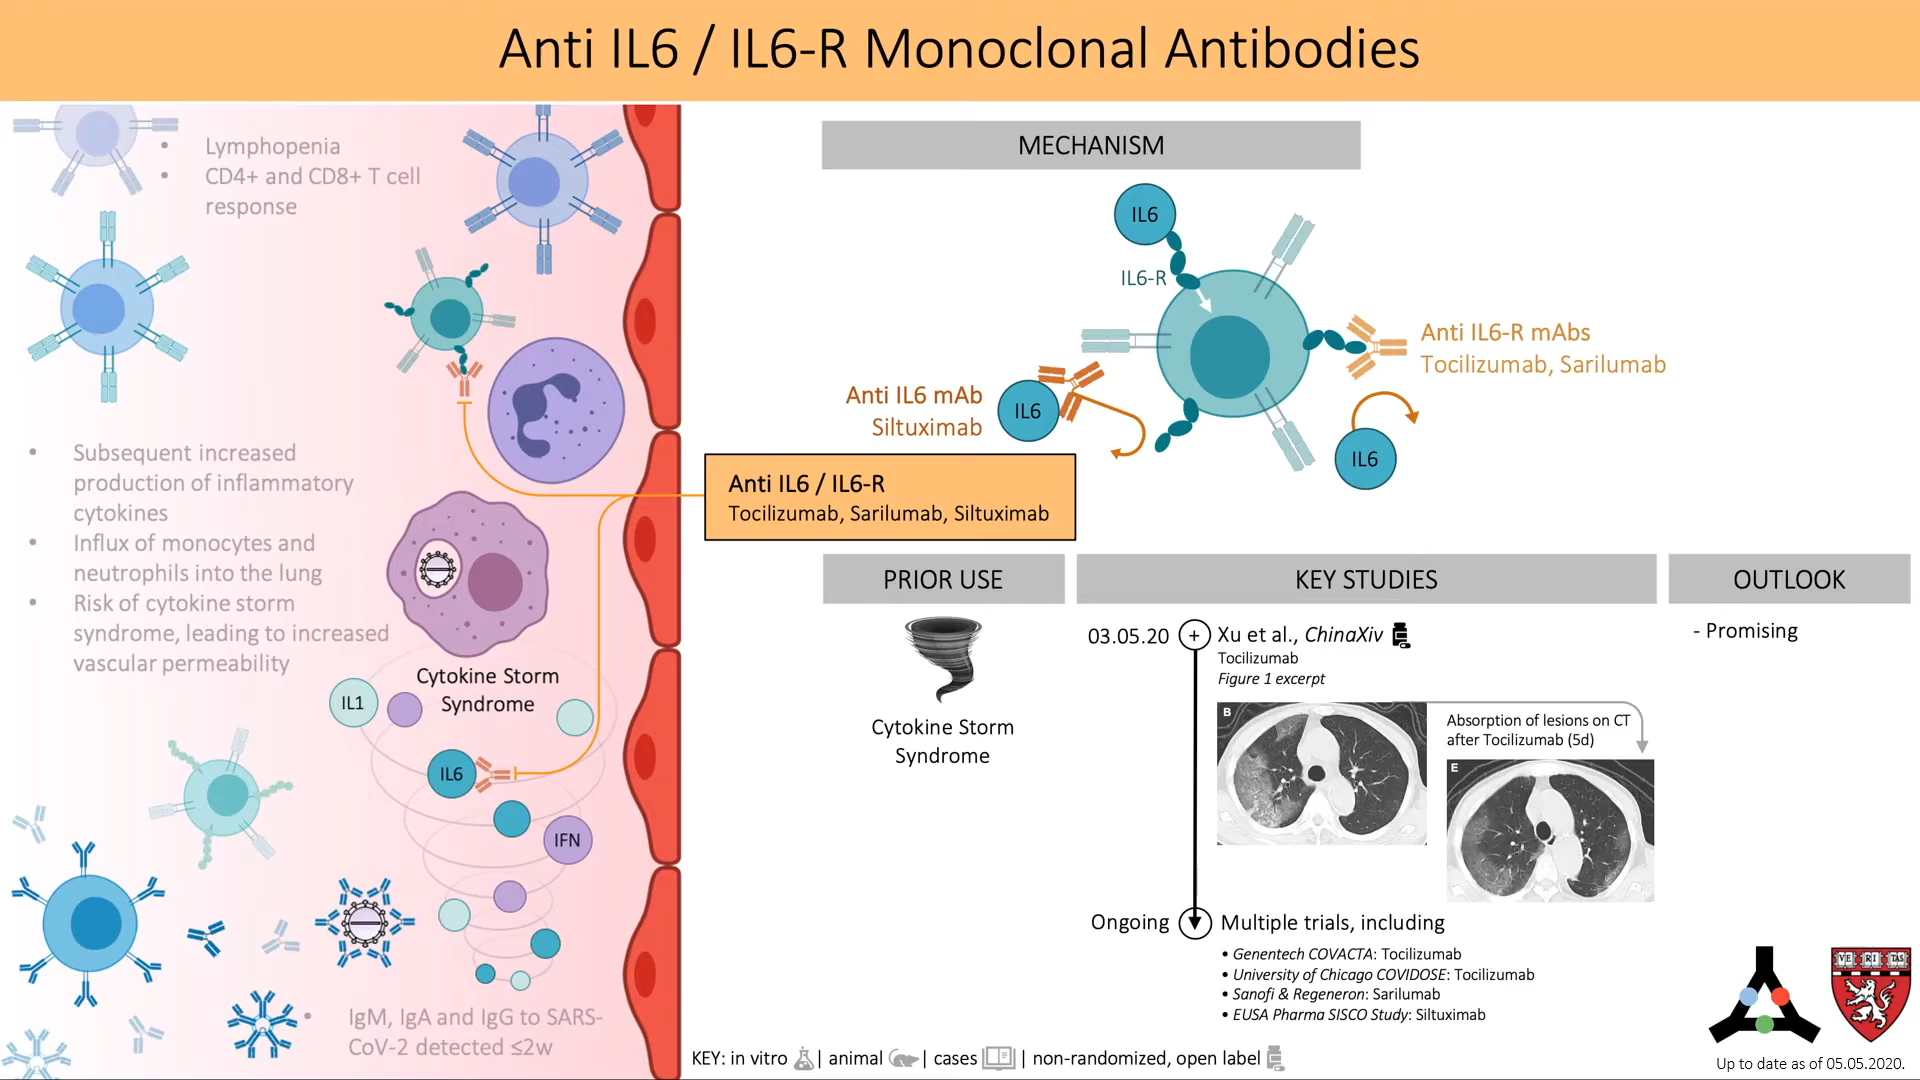 Anti IL6 / IL6-R Monoclonal Antibodies
• Lymphopenia
• CD4+ and CD8+ T cell
response
• Subsequent increased
production of inflammatory
cytokines
• Influx of monocytes and
neutrophils into the lung
• Risk of cytokine storm
syndrome, leading to increased
vascular permeability
Cytokine Storm
Syndrome
IL1
IL6
IFN
• IgM, IgA and IgG to SARS-
CoV-2 detected ≤2w
Anti IL6 / IL6-R
Tocilizumab, Sarilumab, Siltuximab
MECHANISM
IL6
IL6-R
Anti IL6-R mAbs
Tocilizumab, Sarilumab
Anti IL6 mAb
Siltuximab
IL6
IL6
PRIOR USE
Cytokine Storm
Syndrome
KEY STUDIES
03.05.20 + Xu et al., ChinaXiv
Tocilizumab
Figure 1 excerpt
B
Absorption of lesions on CT
after Tocilizumab (5d)
E
Ongoing Multiple trials, including
• Genentech COVACTA: Tocilizumab
• University of Chicago COVIDOSE: Tocilizumab
• Sanofi & Regeneron: Sarilumab
• EUSA Pharma SISCO Study: Siltuximab
OUTLOOK
- Promising
KEY: in vitro | animal | cases | non-randomized, open label
VE RI TAS
Up to date as of 05.05.2020.